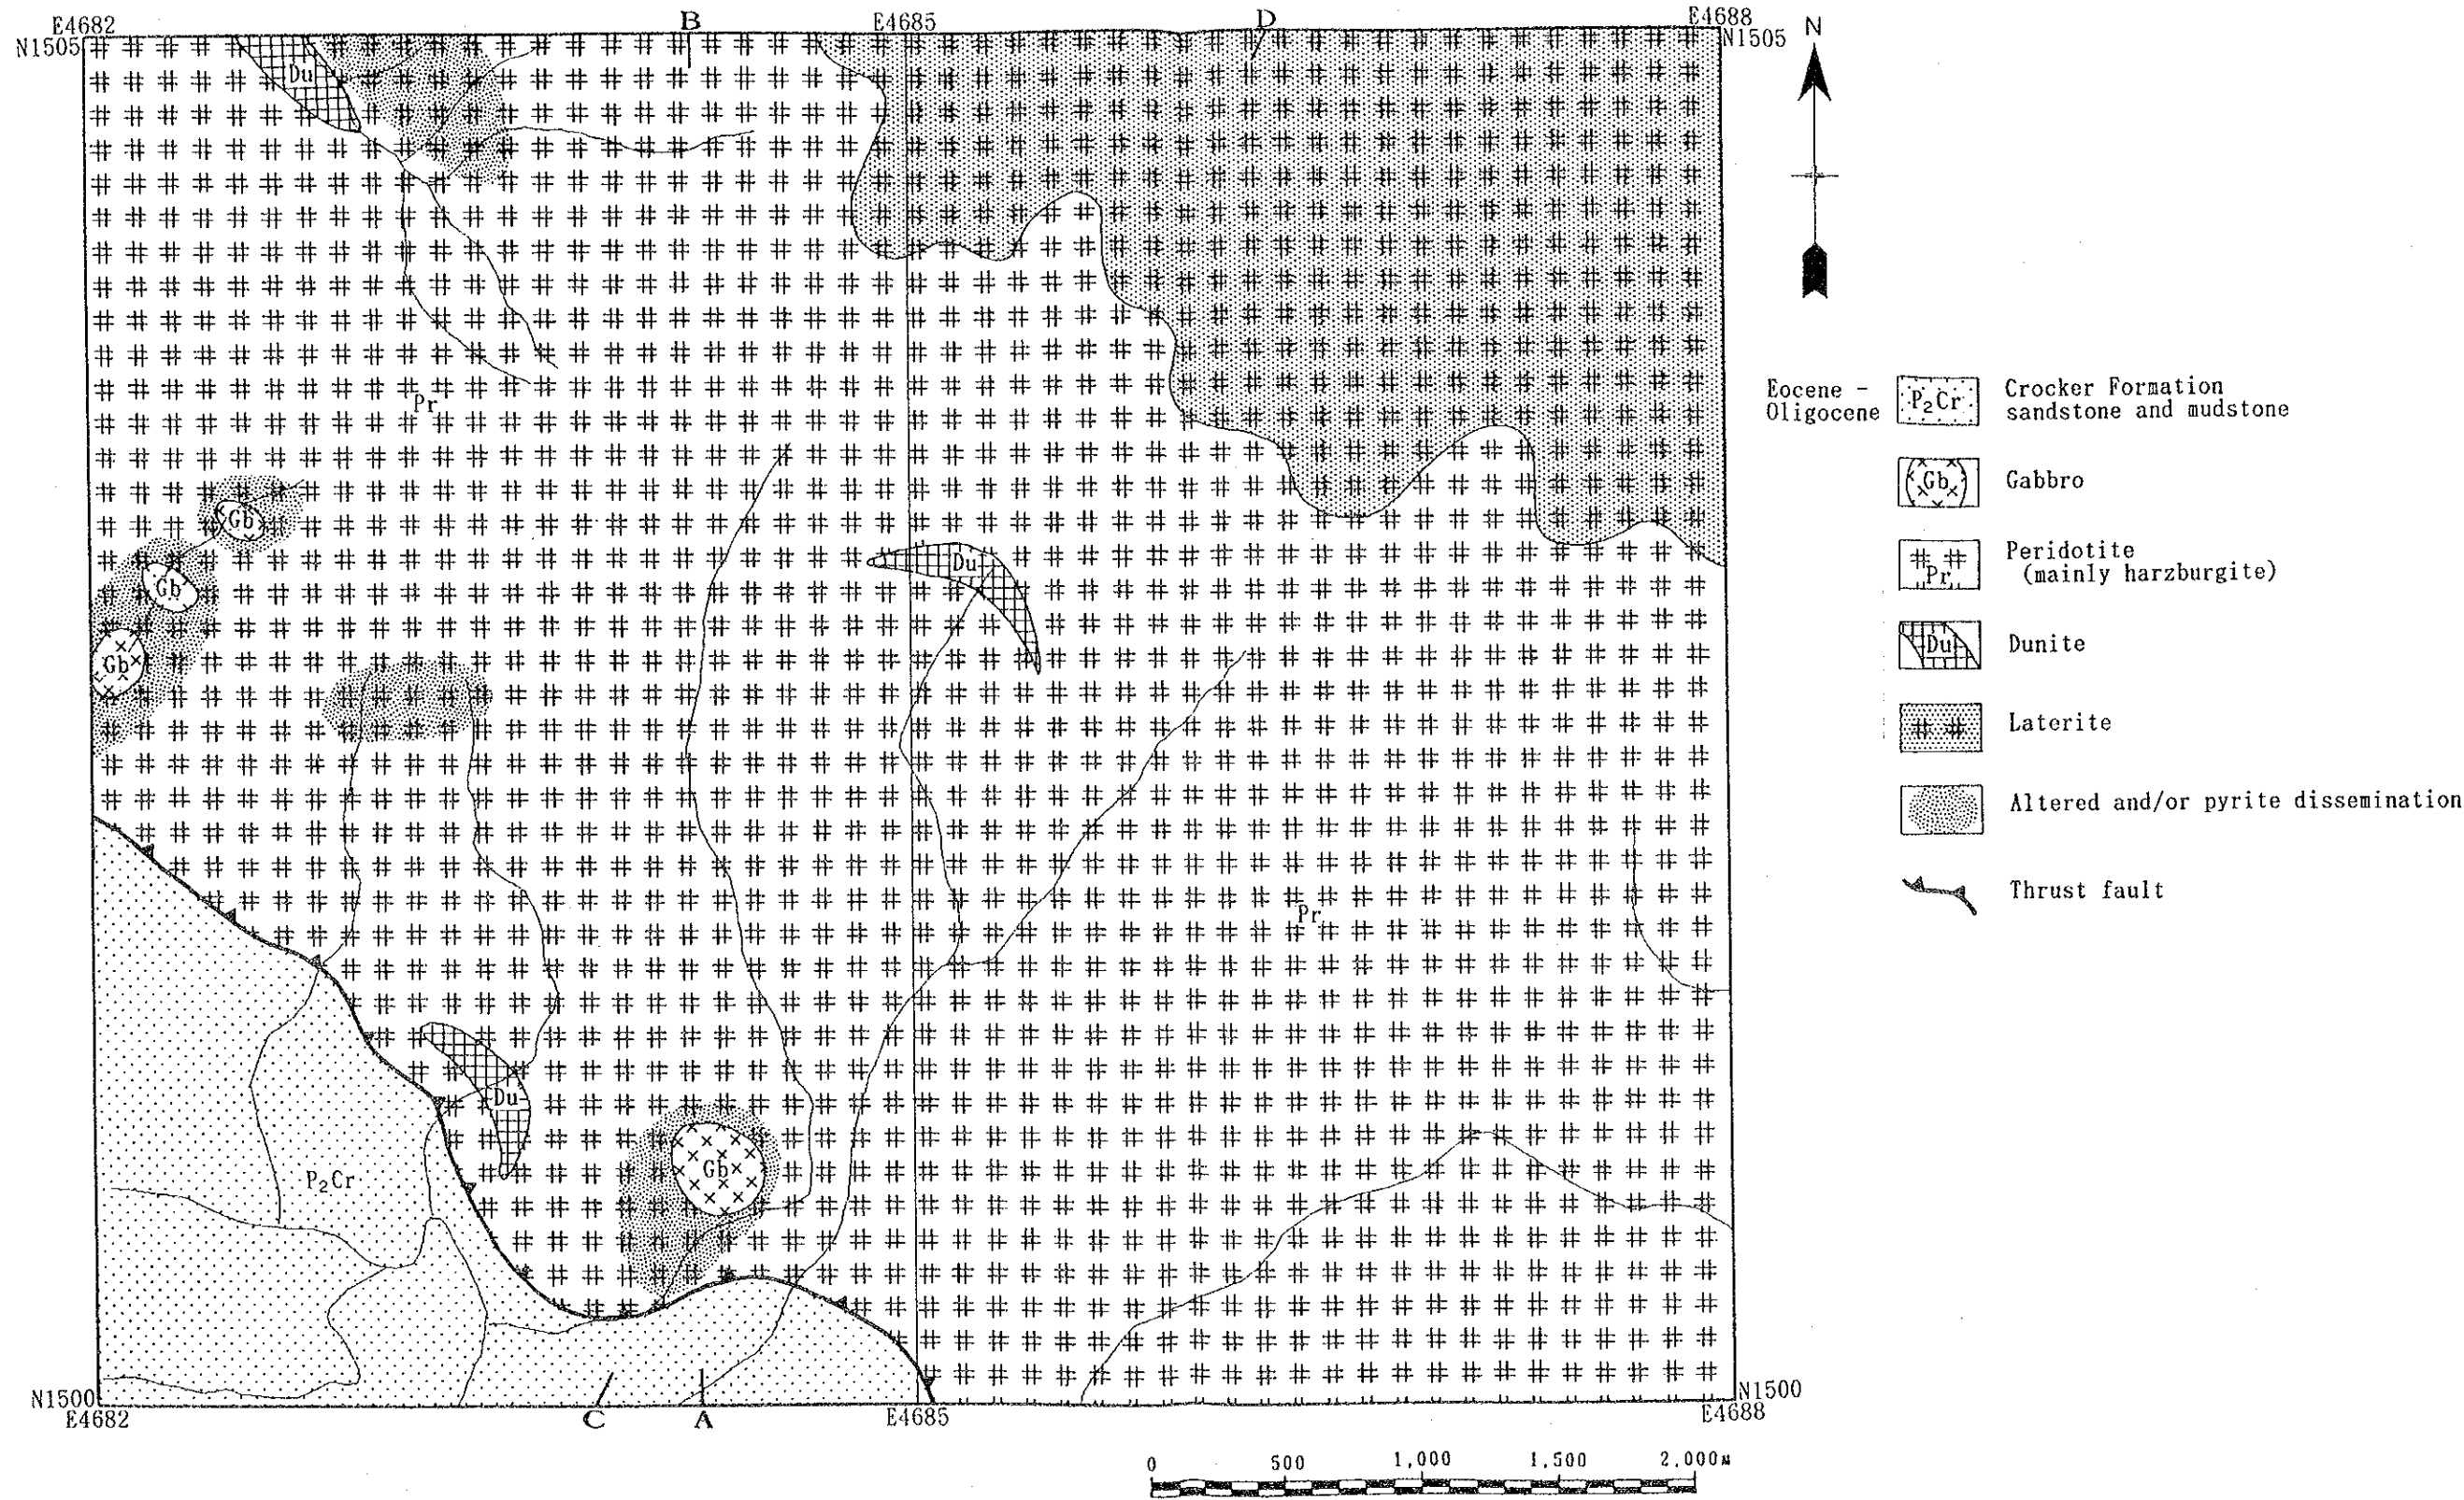 E4682
B
E4685
D
E4688
N1505
N1505
N
Du
Pr
Eocene -
Oligocene
P₂Cr
Crocker Formation
sandstone and mudstone
Gb
Gabbro
Gb
Pr
Peridotite
(mainly harzburgite)
Du
Gb
Gb
Du
Dunite
Laterite
Altered and/or pyrite dissemination
Thrust fault
Pr
Du
P₂Cr
Gb
N1500
N1500
E4682
C
A
E4685
E4688
0
500
1,000
1,500
2,000M